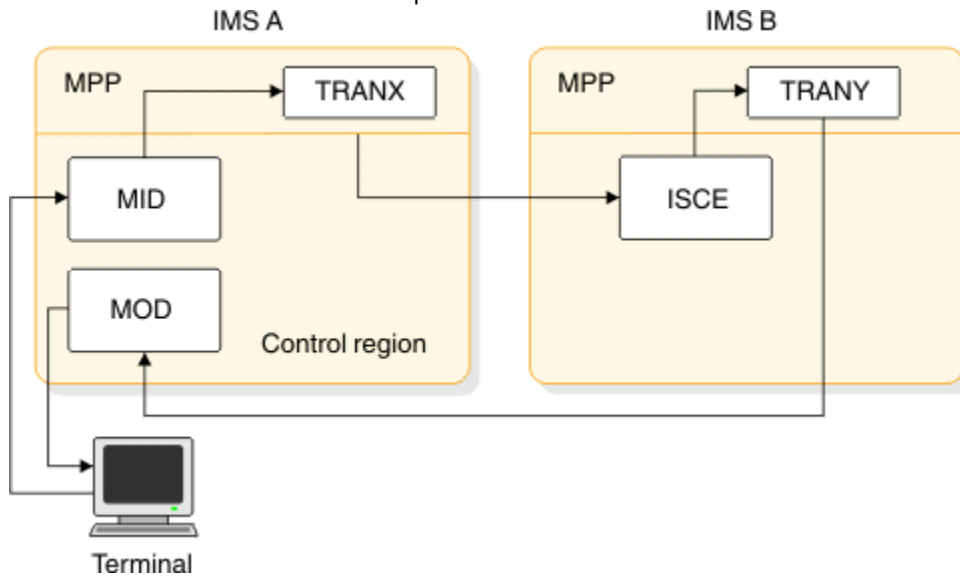 IMS A
IMS B
MPP
TRANX
MPP
TRANY
MID
ISCE
MOD
Control region
Terminal